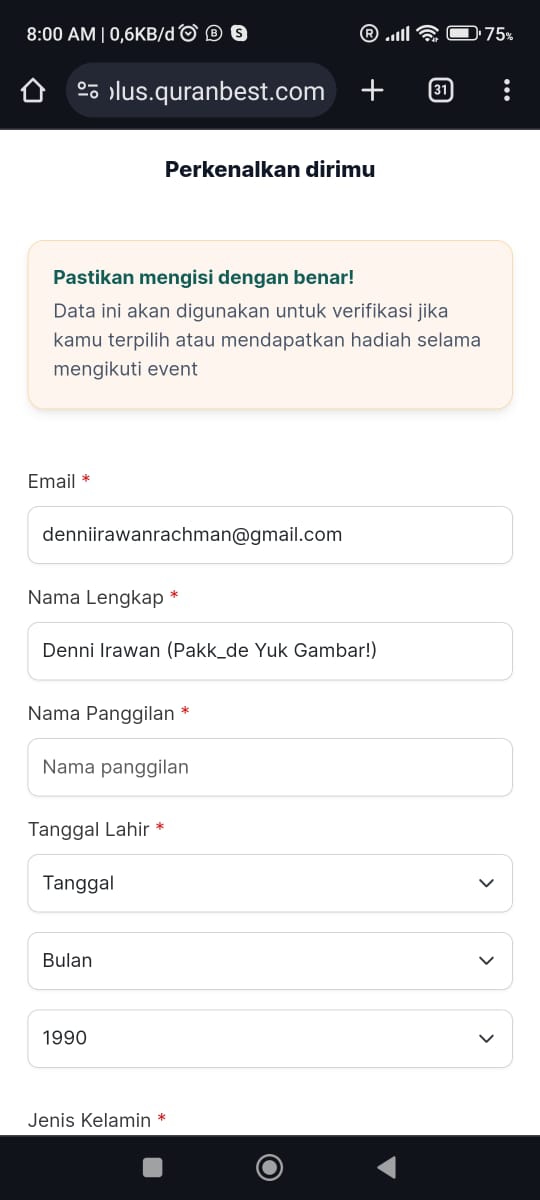 8:00 AM | 0,6KB/d B S R 75%
plus.quranbest.com 31
Perkenalkan dirimu
Pastikan mengisi dengan benar!
Data ini akan digunakan untuk verifikasi jika
kamu terpilih atau mendapatkan hadiah selama
mengikuti event
Email *
denniirawanrachman@gmail.com
Nama Lengkap *
Denni Irawan (Pakk_de Yuk Gambar!)
Nama Panggilan *
Nama panggilan
Tanggal Lahir *
Tanggal
Bulan
1990
Jenis Kelamin *